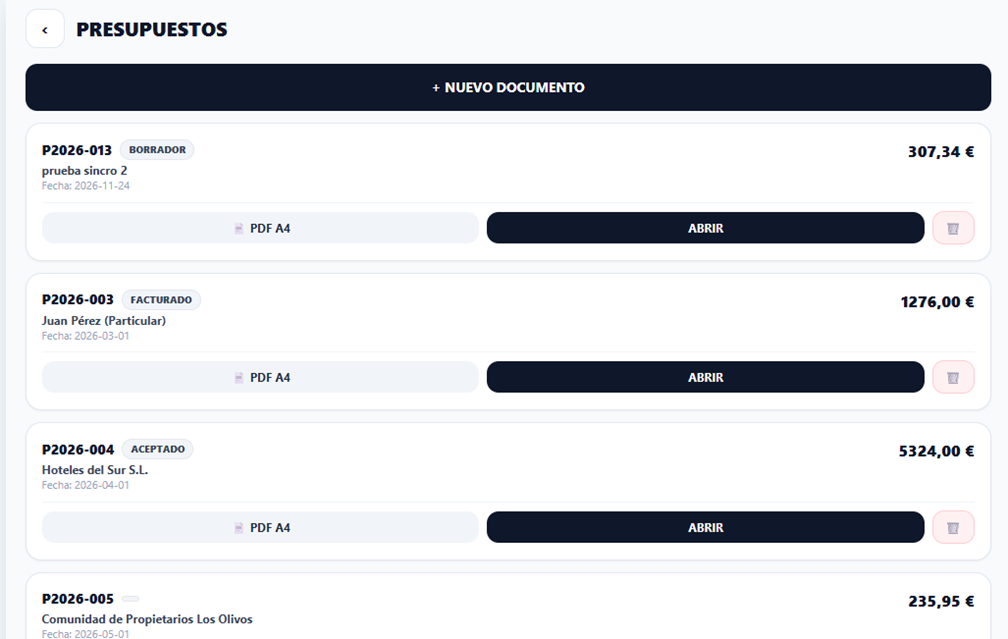 ‹ PRESUPUESTOS
+ NUEVO DOCUMENTO
P2026-013 BORRADOR
307,34 €
prueba sincro 2
Fecha: 2026-11-24
PDF A4
ABRIR
P2026-003 FACTURADO
1276,00 €
Juan Pérez (Particular)
Fecha: 2026-03-01
PDF A4
ABRIR
P2026-004 ACEPTADO
5324,00 €
Hoteles del Sur S.L.
Fecha: 2026-04-01
PDF A4
ABRIR
P2026-005
235,95 €
Comunidad de Propietarios Los Olivos
Fecha: 2026-05-01